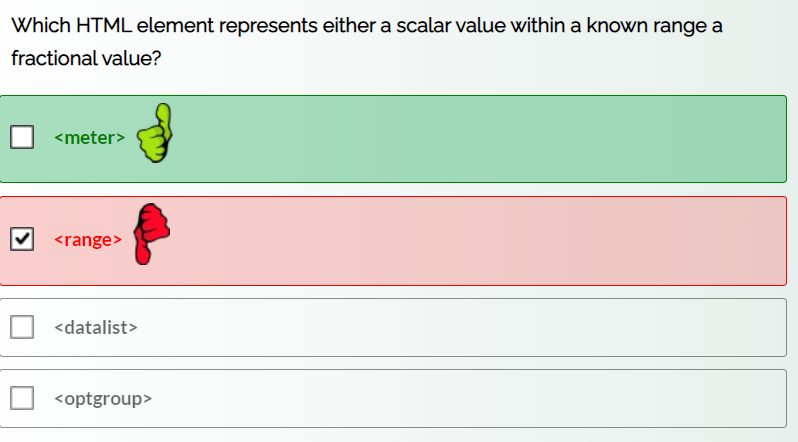 Which HTML element represents either a scalar value within a known range a
fractional value?
<meter>
<range>
<datalist>
<optgroup>